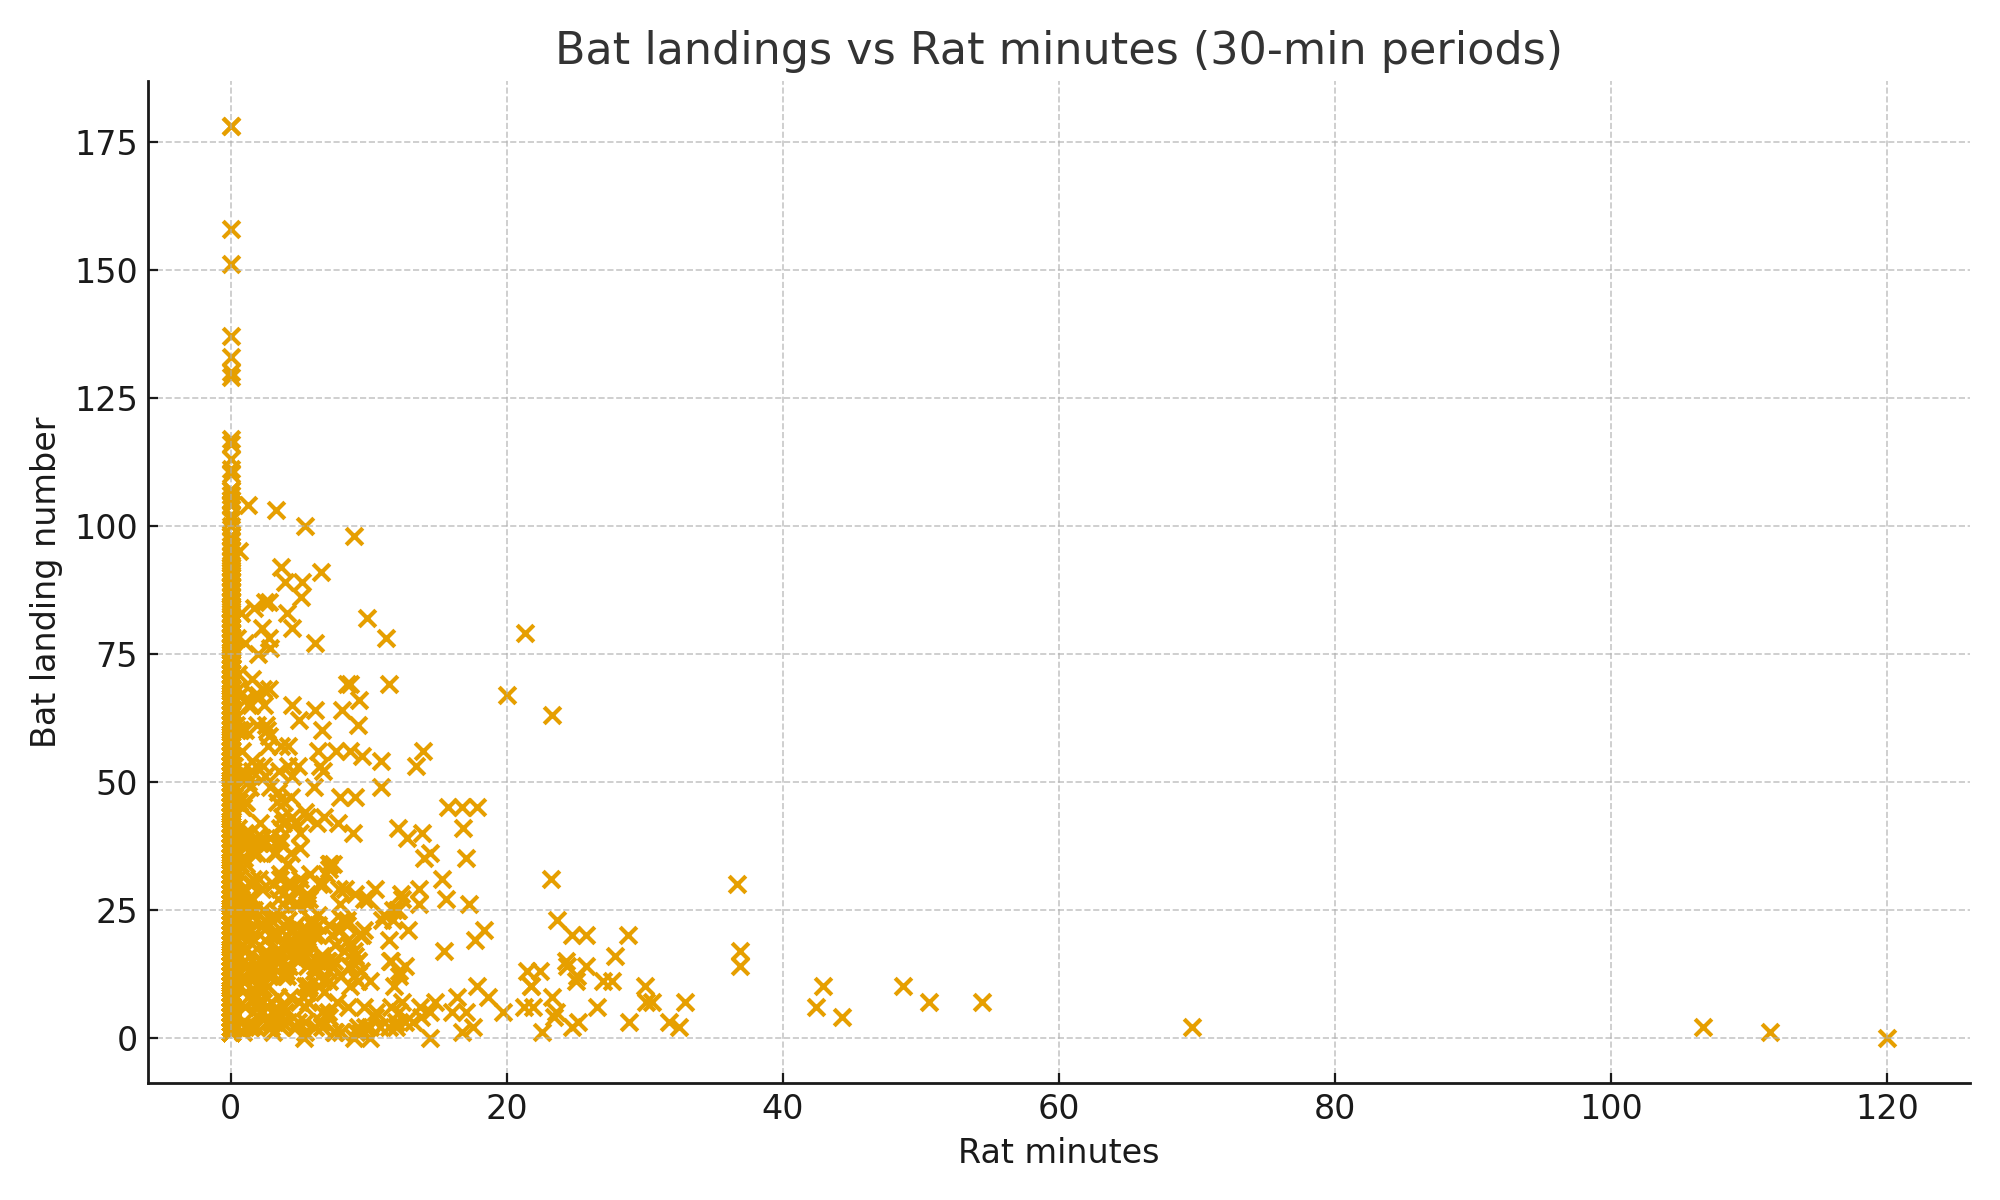 Bat landings vs Rat minutes (30-min periods)
Bat landing number
175
150
125
100
75
50
25
0
0 20 40 60 80 100 120
Rat minutes